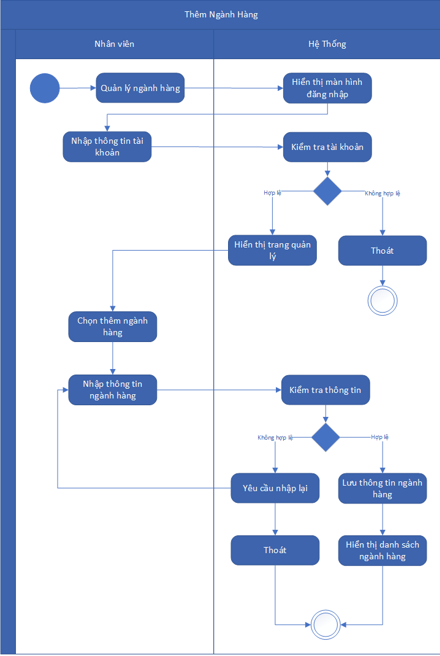 Thêm Ngành Hàng
Nhân viên
Hệ Thống
Quản lý ngành hàng
Hiển thị màn hình
đăng nhập
Nhập thông tin tài
khoản
Kiểm tra tài khoản
Hợp lệ
Không hợp lệ
Hiển thị trang quản
lý
Thoát
Chọn thêm ngành
hàng
Nhập thông tin
ngành hàng
Kiểm tra thông tin
Không hợp lệ
Hợp lệ
Yêu cầu nhập lại
Lưu thông tin ngành
hàng
Thoát
Hiển thị danh sách
ngành hàng